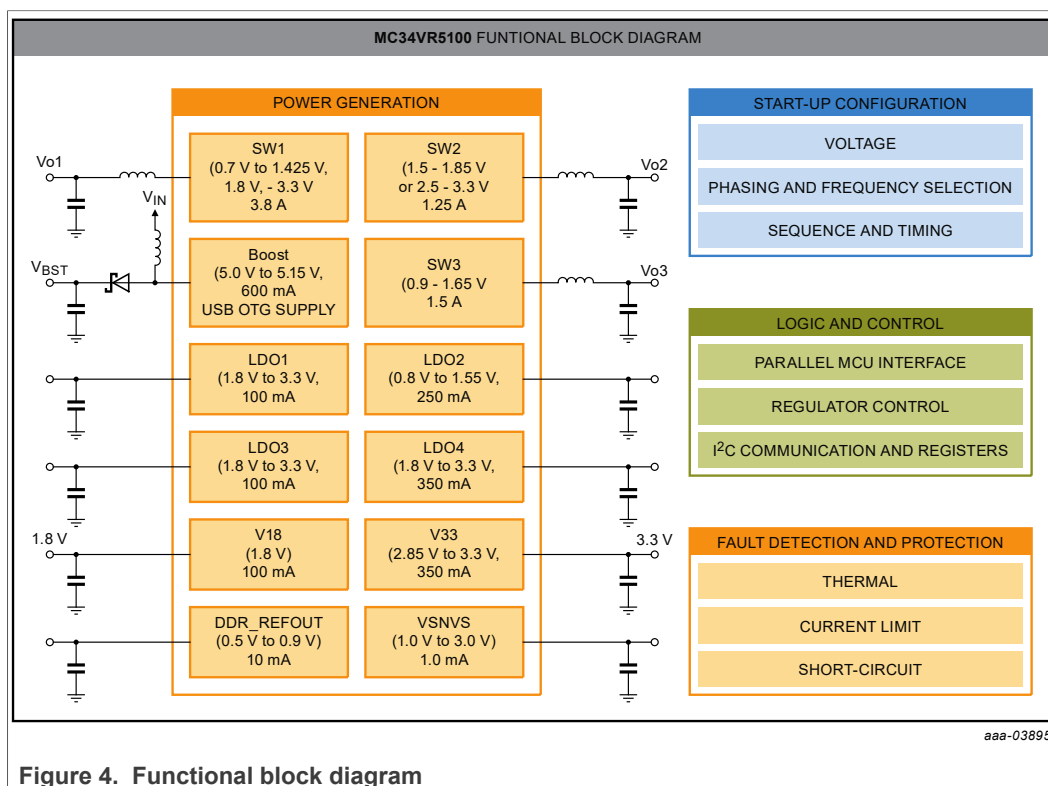 MC34VR5100 FUNTIONAL BLOCK DIAGRAM
POWER GENERATION
SW1
(0.7 V to 1.425 V,
1.8 V, - 3.3 V
3.8 A
SW2
(1.5 - 1.85 V
or 2.5 - 3.3 V
1.25 A
Vo1
Vo2
VIN
VBST
Boost
(5.0 V to 5.15 V,
600 mA
USB OTG SUPPLY
SW3
(0.9 - 1.65 V
1.5 A
Vo3
LDO1
(1.8 V to 3.3 V,
100 mA
LDO2
(0.8 V to 1.55 V,
250 mA
LDO3
(1.8 V to 3.3 V,
100 mA
LDO4
(1.8 V to 3.3 V,
350 mA
1.8 V
V18
(1.8 V)
100 mA
V33
(2.85 V to 3.3 V,
350 mA
3.3 V
DDR_REFOUT
(0.5 V to 0.9 V)
10 mA
VSNVS
(1.0 V to 3.0 V)
1.0 mA
START-UP CONFIGURATION
VOLTAGE
PHASING AND FREQUENCY SELECTION
SEQUENCE AND TIMING
LOGIC AND CONTROL
PARALLEL MCU INTERFACE
REGULATOR CONTROL
I²C COMMUNICATION AND REGISTERS
FAULT DETECTION AND PROTECTION
THERMAL
CURRENT LIMIT
SHORT-CIRCUIT
aaa-03895
Figure 4. Functional block diagram